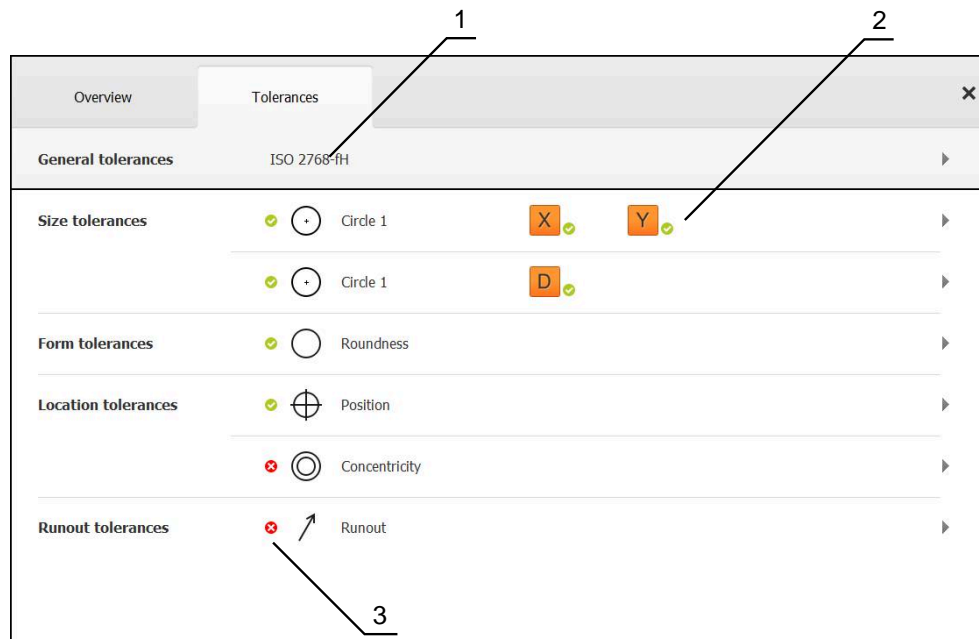 1 2
Overview Tolerances
General tolerances ISO 2768-fH
Size tolerances Circle 1 X Y
Circle 1 D
Form tolerances Roundness
Location tolerances Position
Concentricity
Runout tolerances Runout
3